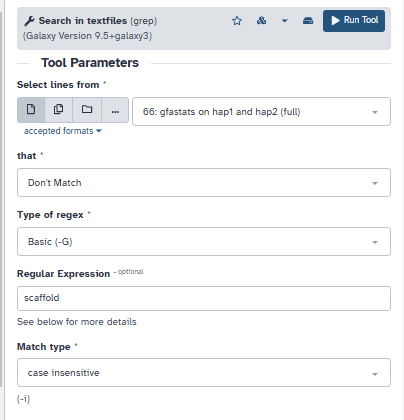 Search in textfiles (grep)
(Galaxy Version 9.5+galaxy3)
Run Tool
Tool Parameters
Select lines from *
...
66: gfastats on hap1 and hap2 (full)
accepted formats
that *
Don't Match
Type of regex *
Basic (-G)
Regular Expression - optional
scaffold
See below for more details
Match type *
case insensitive
(-i)